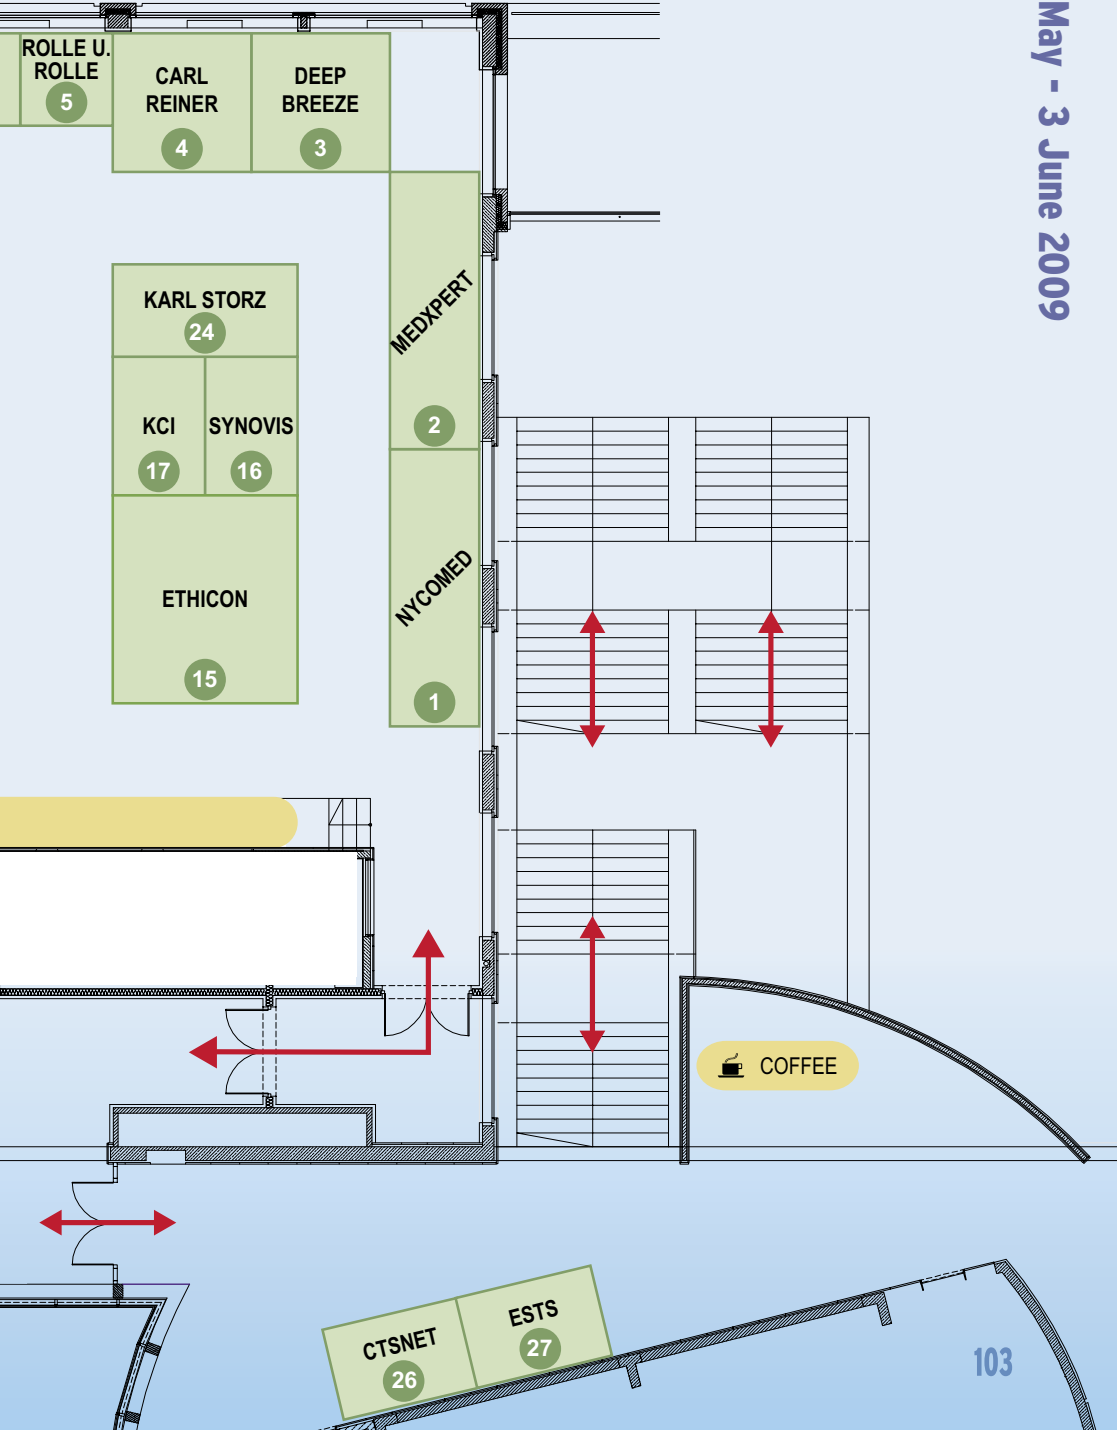 May - 3 June 2009
ROLLE U.
ROLLE
5
CARL
REINER
4
DEEP
BREEZE
3
MEDXPERT
2
KARL STORZ
24
KCI
17
SYNOVIS
16
ETHICON
15
NYCOMED
1
COFFEE
CTSNET
26
ESTS
27
103